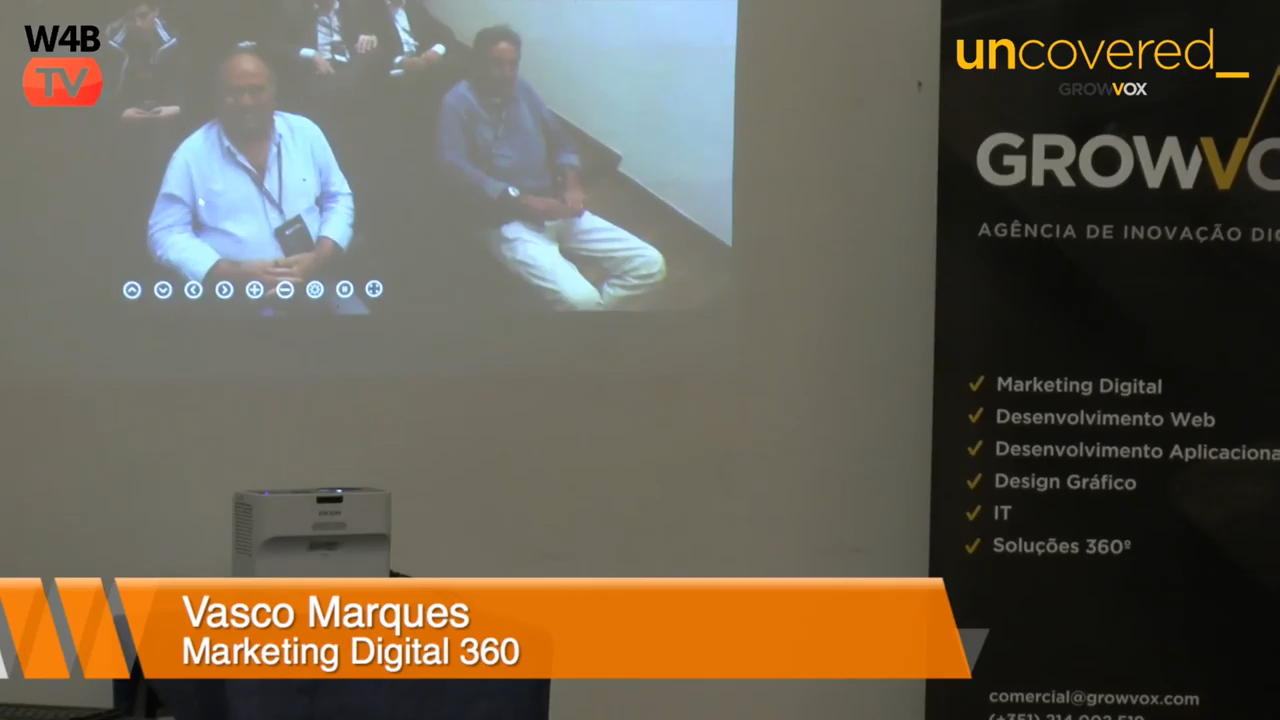 W4B
TV
uncovered_
GROWVOX
GROWVO
AGÊNCIA DE INOVAÇÃO DI
✓ Marketing Digital
✓ Desenvolvimento Web
✓ Desenvolvimento Aplicaciona
✓ Design Gráfico
✓ IT
✓ Soluções 360º
RICOH
Vasco Marques
Marketing Digital 360
comercial@growvox.com